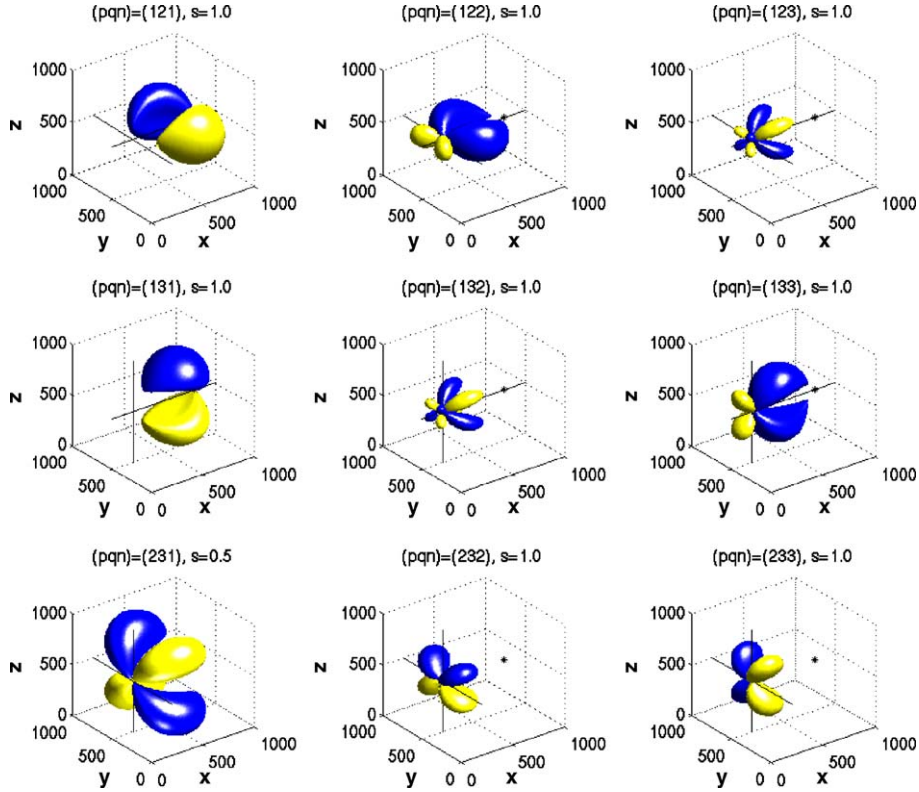 (pqn)=(121), s=1.0
(pqn)=(122), s=1.0
(pqn)=(123), s=1.0
1000
500
0
z
1000
500
0
y
0
500
1000
x
1000
500
0
z
1000
500
0
y
0
500
1000
x
1000
500
0
z
1000
500
0
y
0
500
1000
x
(pqn)=(131), s=1.0
(pqn)=(132), s=1.0
(pqn)=(133), s=1.0
1000
500
0
z
1000
500
0
y
0
500
1000
x
1000
500
0
z
1000
500
0
y
0
500
1000
x
1000
500
0
z
1000
500
0
y
0
500
1000
x
(pqn)=(231), s=0.5
(pqn)=(232), s=1.0
(pqn)=(233), s=1.0
1000
500
0
z
1000
500
0
y
0
500
1000
x
1000
500
0
z
1000
500
0
y
0
500
1000
x
1000
500
0
z
1000
500
0
y
0
500
1000
x